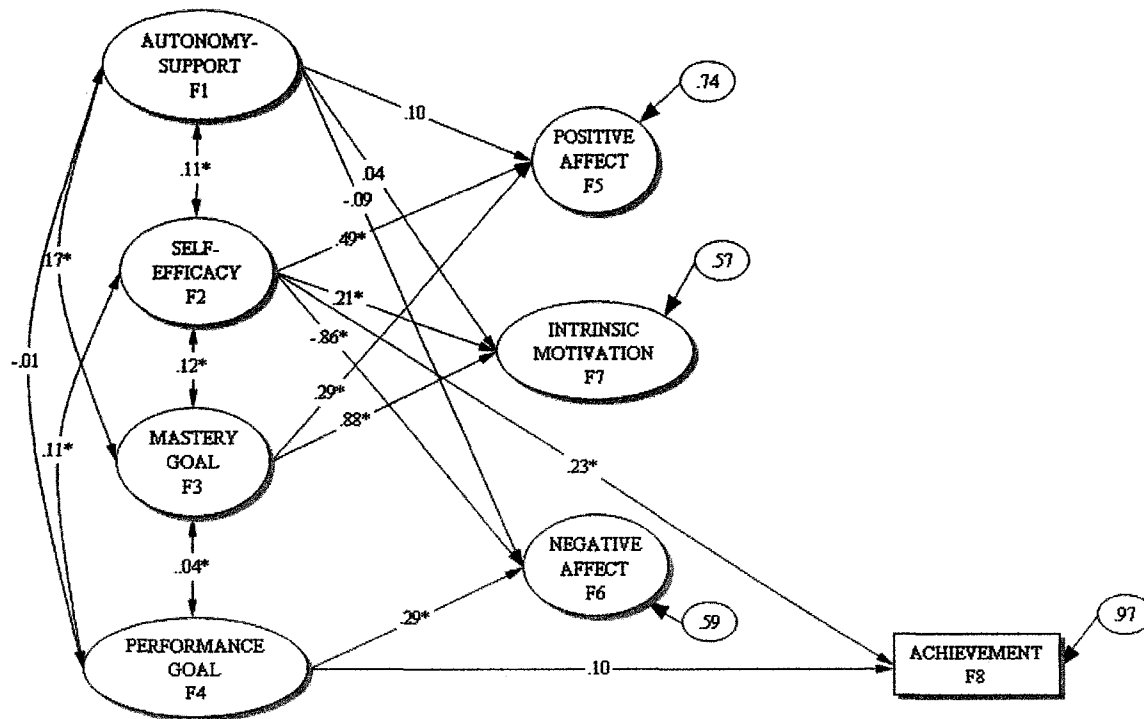 AUTONOMY-
SUPPORT
F1
.74
.10
POSITIVE
AFFECT
F5
.11*
.04
-.09
SELF-
EFFICACY
F2
.49*
.17*
.57
.21*
INTRINSIC
MOTIVATION
F7
-.86*
-.01
.12*
.29*
.88*
MASTERY
GOAL
F3
.11*
.23*
NEGATIVE
AFFECT
F6
.04*
.29*
.59
.97
PERFORMANCE
GOAL
F4
.10
ACHIEVEMENT
F8